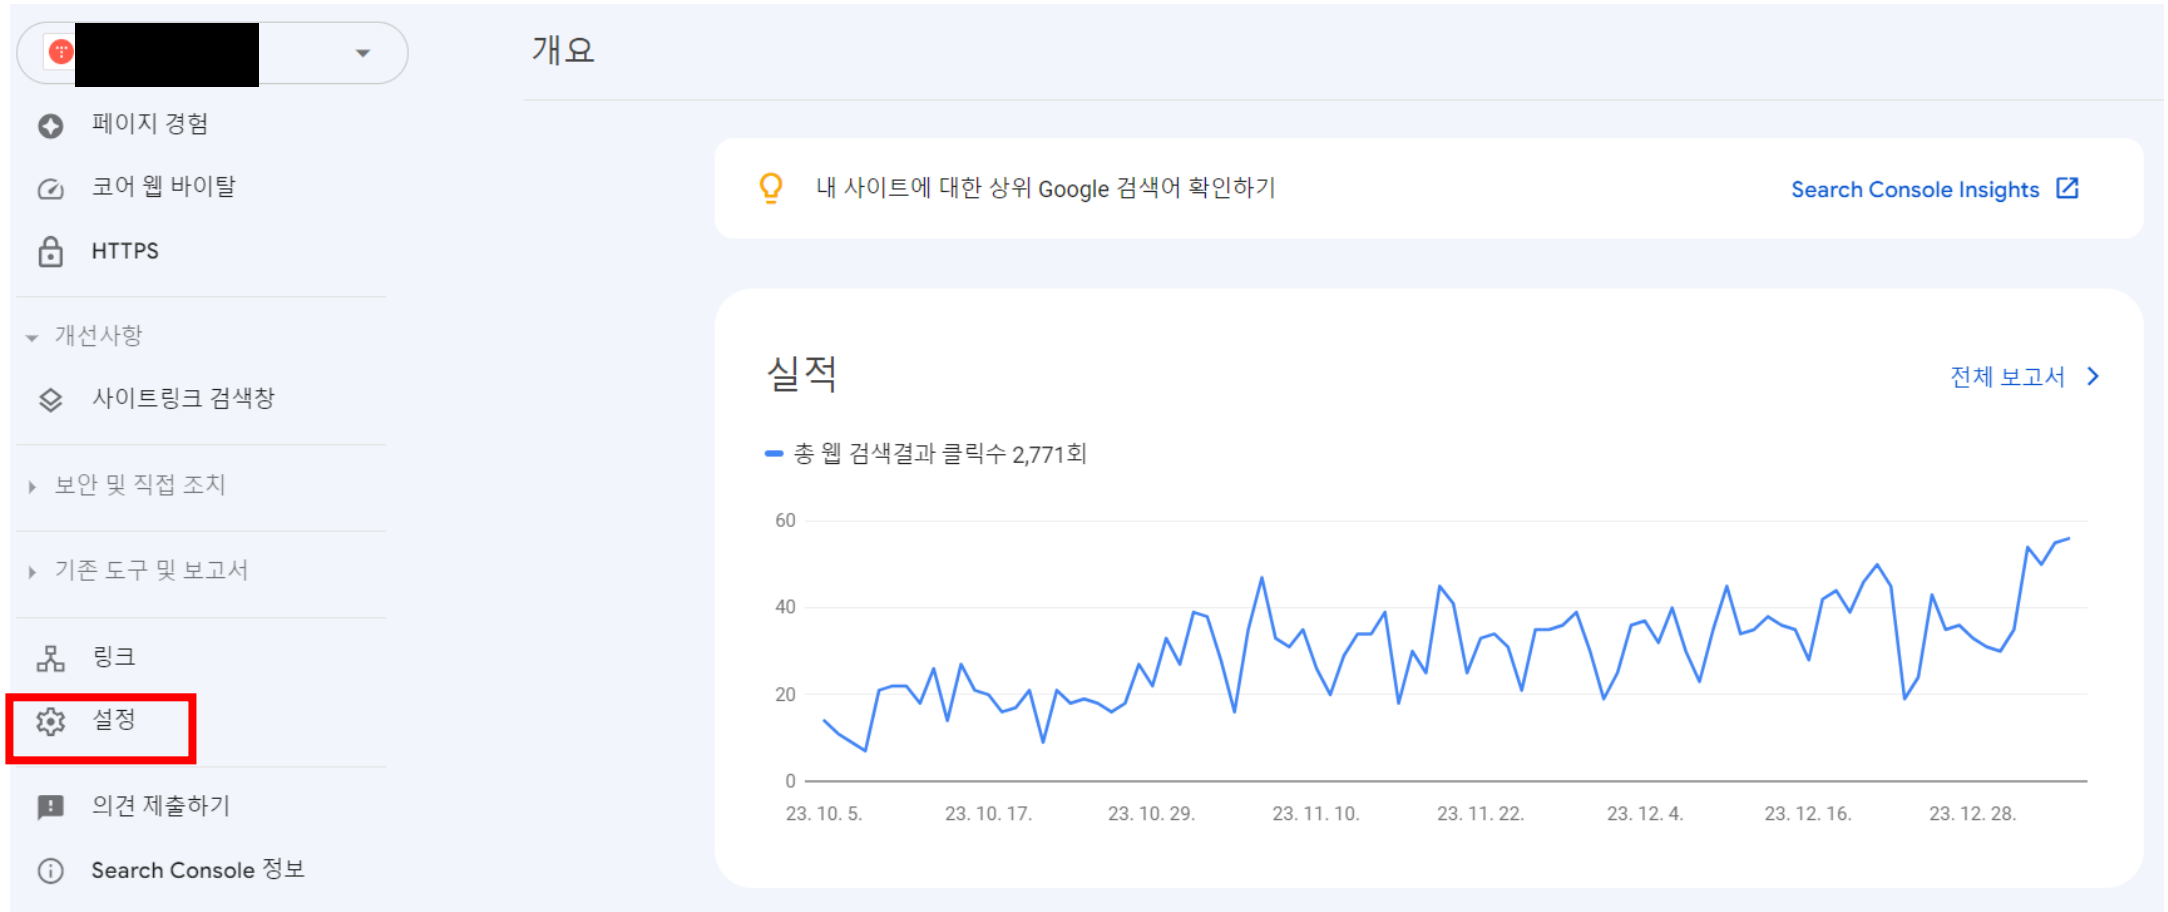 개요
페이지 경험
코어 웹 바이탈
HTTPS
개선사항
사이트링크 검색창
보안 및 직접 조치
기존 도구 및 보고서
링크
설정
의견 제출하기
Search Console 정보
내 사이트에 대한 상위 Google 검색어 확인하기
Search Console Insights
실적
전체 보고서
총 웹 검색결과 클릭수 2,771회
60
40
20
0
23. 10. 5. 23. 10. 17. 23. 10. 29. 23. 11. 10. 23. 11. 22. 23. 12. 4. 23. 12. 16. 23. 12. 28.